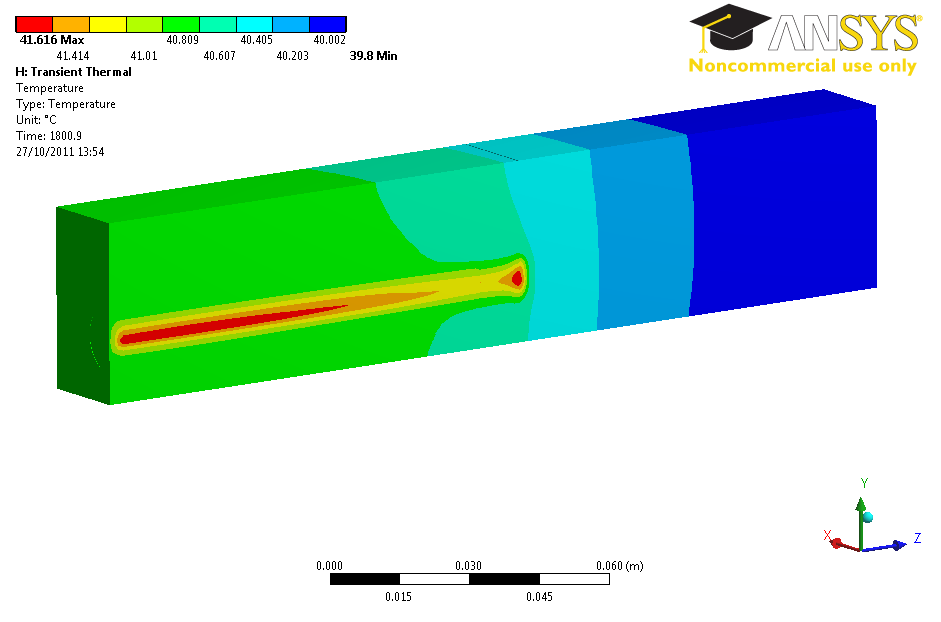 41.616 Max
40.809
40.405
40.002
41.414
41.01
40.607
40.203
39.8 Min
H: Transient Thermal
Temperature
Type: Temperature
Unit: °C
Time: 1800.9
27/10/2011 13:54
ANSYS
Noncommercial use only
Y
X
Z
0.000
0.030
0.060 (m)
0.015
0.045